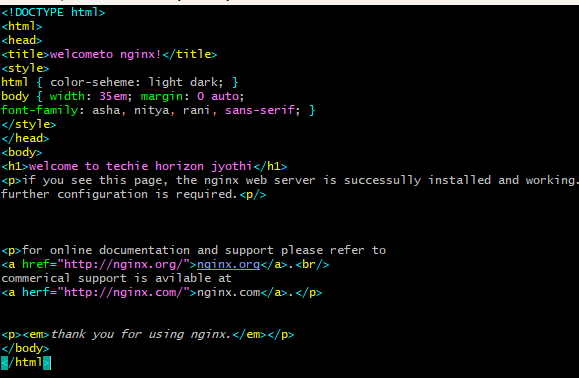 <!DOCTYPE html>
<html>
<head>
<title>welcometo nginx!</title>
<style>
html { color-seheme: light dark; }
body { width: 35em; margin: 0 auto;
font-family: asha, nitya, rani, sans-serif; }
</style>
</head>
<body>
<h1>welcome to techie horizon jyothi</h1>
<p>if you see this page, the nginx web server is successully installed and working.
further configuration is required.<p/>
<p>for online documentation and support please refer to
<a href="http://nginx.org/">nginx.org</a>.<br/>
commerical support is avilable at
<a herf="http://nginx.com/">nginx.com</a>.</p>
<p><em>thank you for using nginx.</em></p>
</body>
</html>